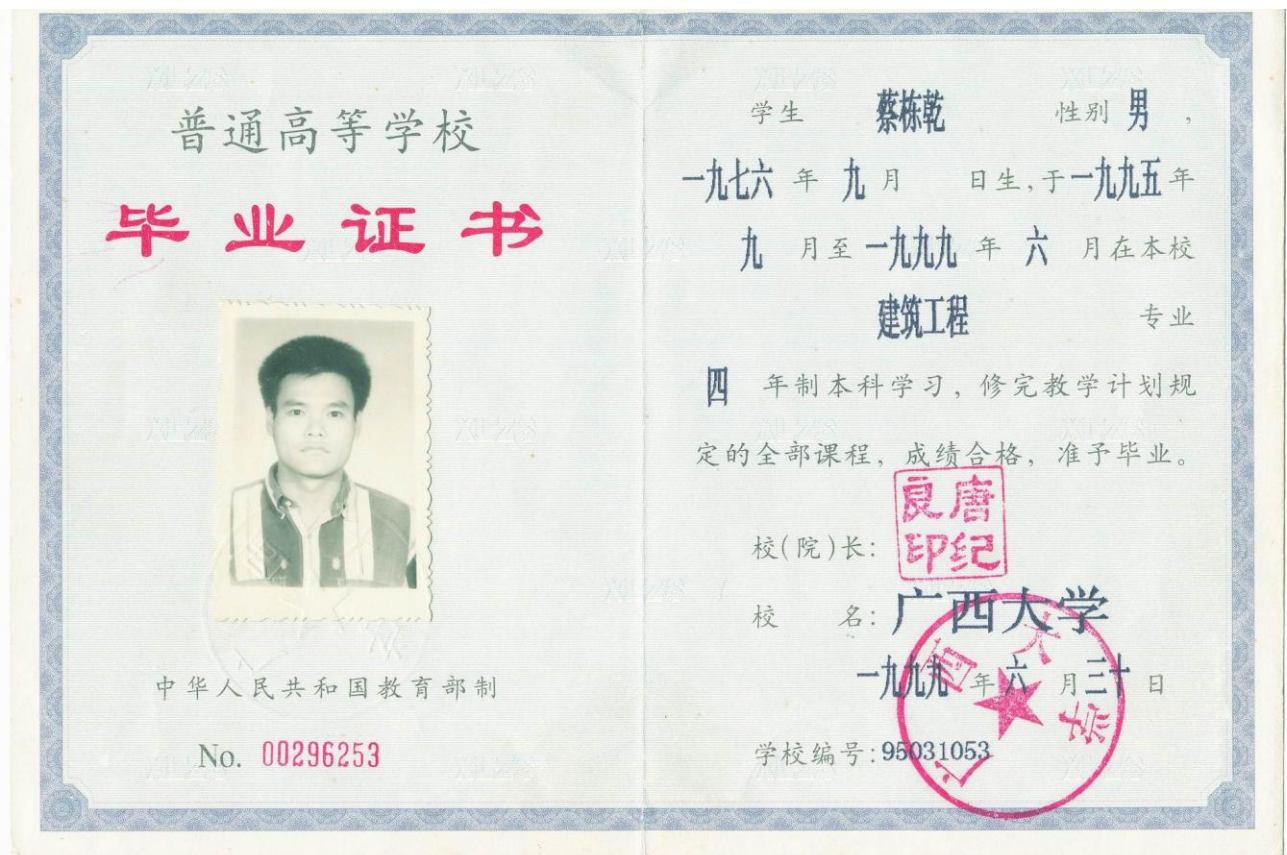 普通高等学校
毕业证书
中华人民共和国教育部制
No. 00296253
学生 蔡栋乾 性别 男 ,
一九七六 年 九 月 日生,于一九九五年
九 月至 一九九九 年 六 月在本校
建筑工程 专业
四 年制本科学习,修完教学计划规
定的全部课程,成绩合格,准予毕业。
校(院)长: 唐纪良印
校 名: 广西大学
一九九九 年 六 月三十 日
广西大学
学校编号:95031053